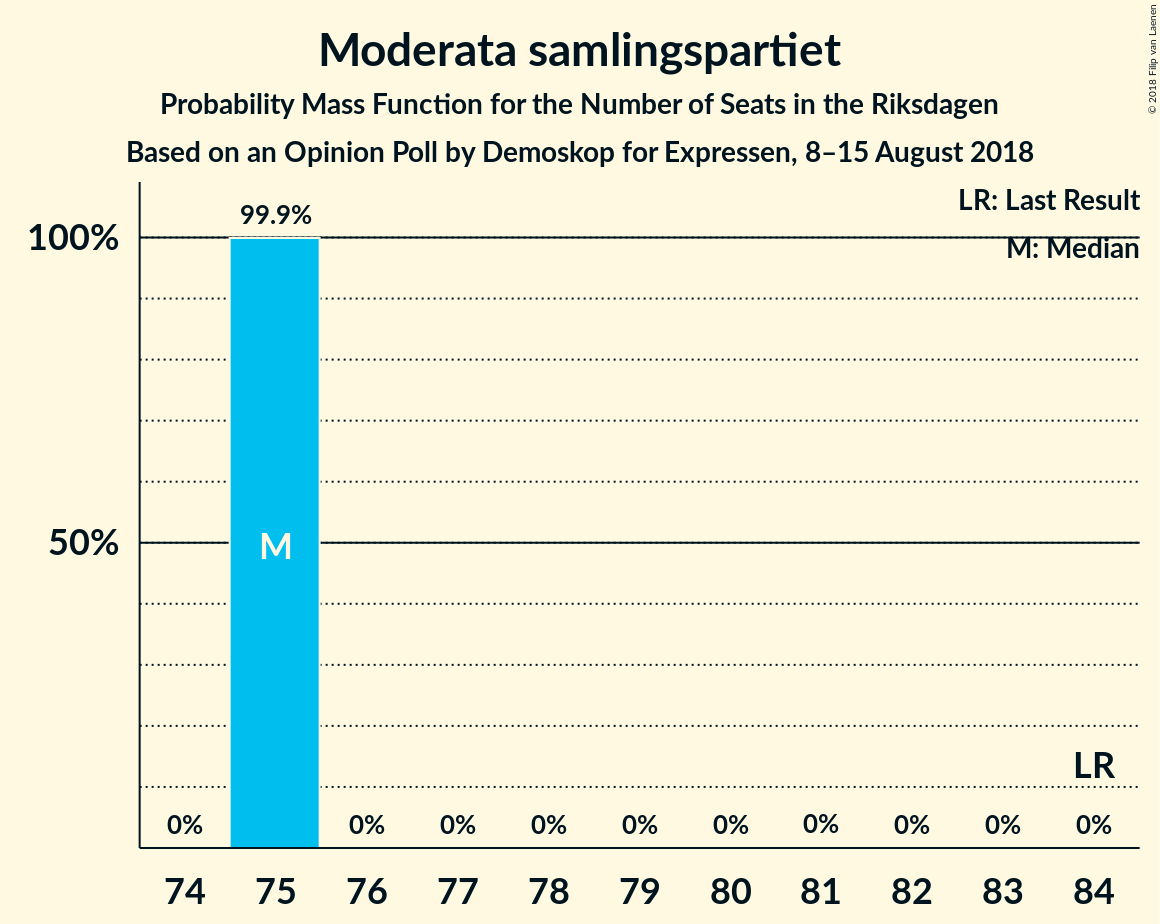 Moderata samlingspartiet
Probability Mass Function for the Number of Seats in the Riksdagen
Based on an Opinion Poll by Demoskop for Expressen, 8–15 August 2018
© 2018 Filip van Laenen
LR: Last Result
M: Median
99.9%
100%
50%
M
LR
0% 0% 0% 0% 0% 0% 0% 0% 0% 0%
74 75 76 77 78 79 80 81 82 83 84